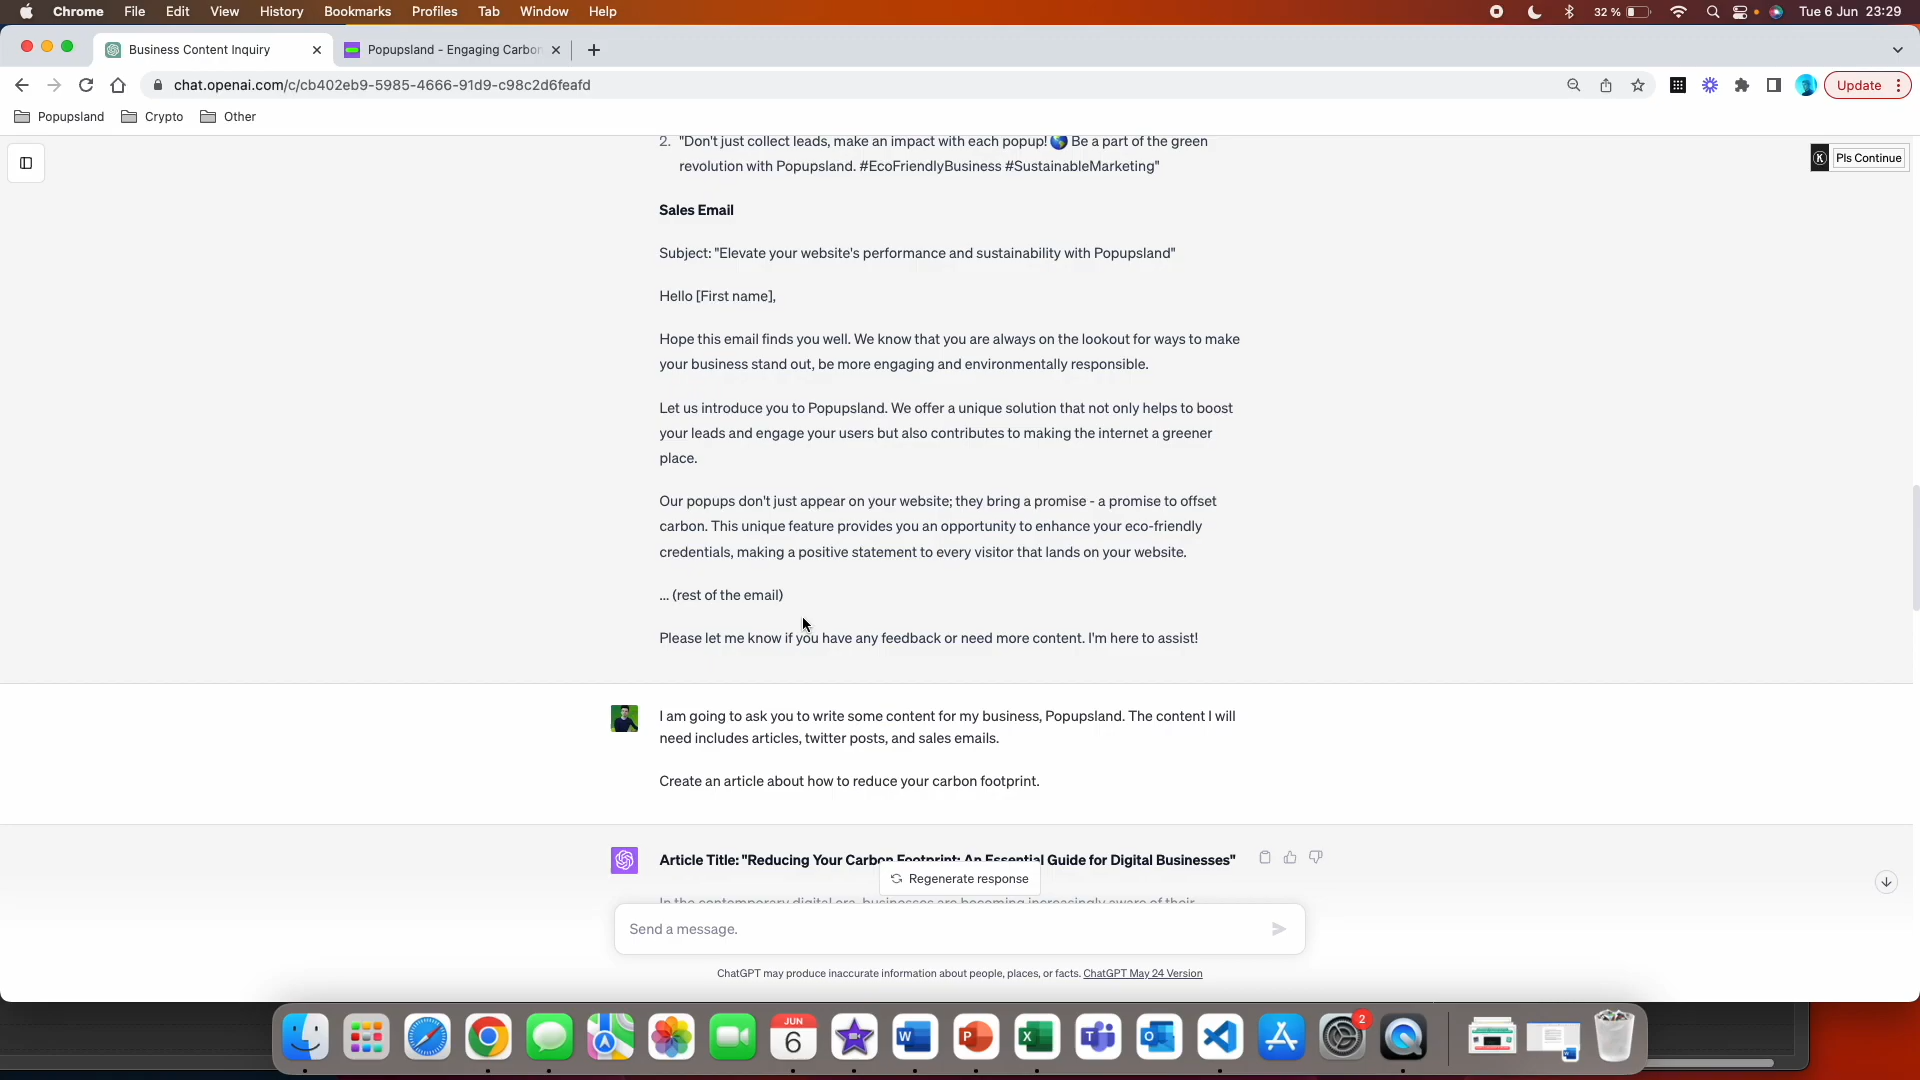 Chrome File Edit View History Bookmarks Profiles Tab Window Help 32 % Tue 6 Jun 23:29
Business Content Inquiry Popupsland - Engaging Carbon
chat.openai.com/c/cb402eb9-5985-4666-91d9-c98c2d6feafd Update
Popupsland Crypto Other
K Pls Continue
2. "Don't just collect leads, make an impact with each popup! 🌎 Be a part of the green
revolution with Popupsland. #EcoFriendlyBusiness #SustainableMarketing"
Sales Email
Subject: "Elevate your website's performance and sustainability with Popupsland"
Hello [First name],
Hope this email finds you well. We know that you are always on the lookout for ways to make
your business stand out, be more engaging and environmentally responsible.
Let us introduce you to Popupsland. We offer a unique solution that not only helps to boost
your leads and engage your users but also contributes to making the internet a greener
place.
Our popups don't just appear on your website; they bring a promise - a promise to offset
carbon. This unique feature provides you an opportunity to enhance your eco-friendly
credentials, making a positive statement to every visitor that lands on your website.
... (rest of the email)
Please let me know if you have any feedback or need more content. I'm here to assist!
I am going to ask you to write some content for my business, Popupsland. The content I will
need includes articles, twitter posts, and sales emails.
Create an article about how to reduce your carbon footprint.
Article Title: "Reducing Your Carbon Footprint: An Essential Guide for Digital Businesses"
Regenerate response
In the contemporary digital era, businesses are becoming increasingly aware of their
Send a message.
ChatGPT may produce inaccurate information about people, places, or facts. ChatGPT May 24 Version
JUN
6
W P X T O 2